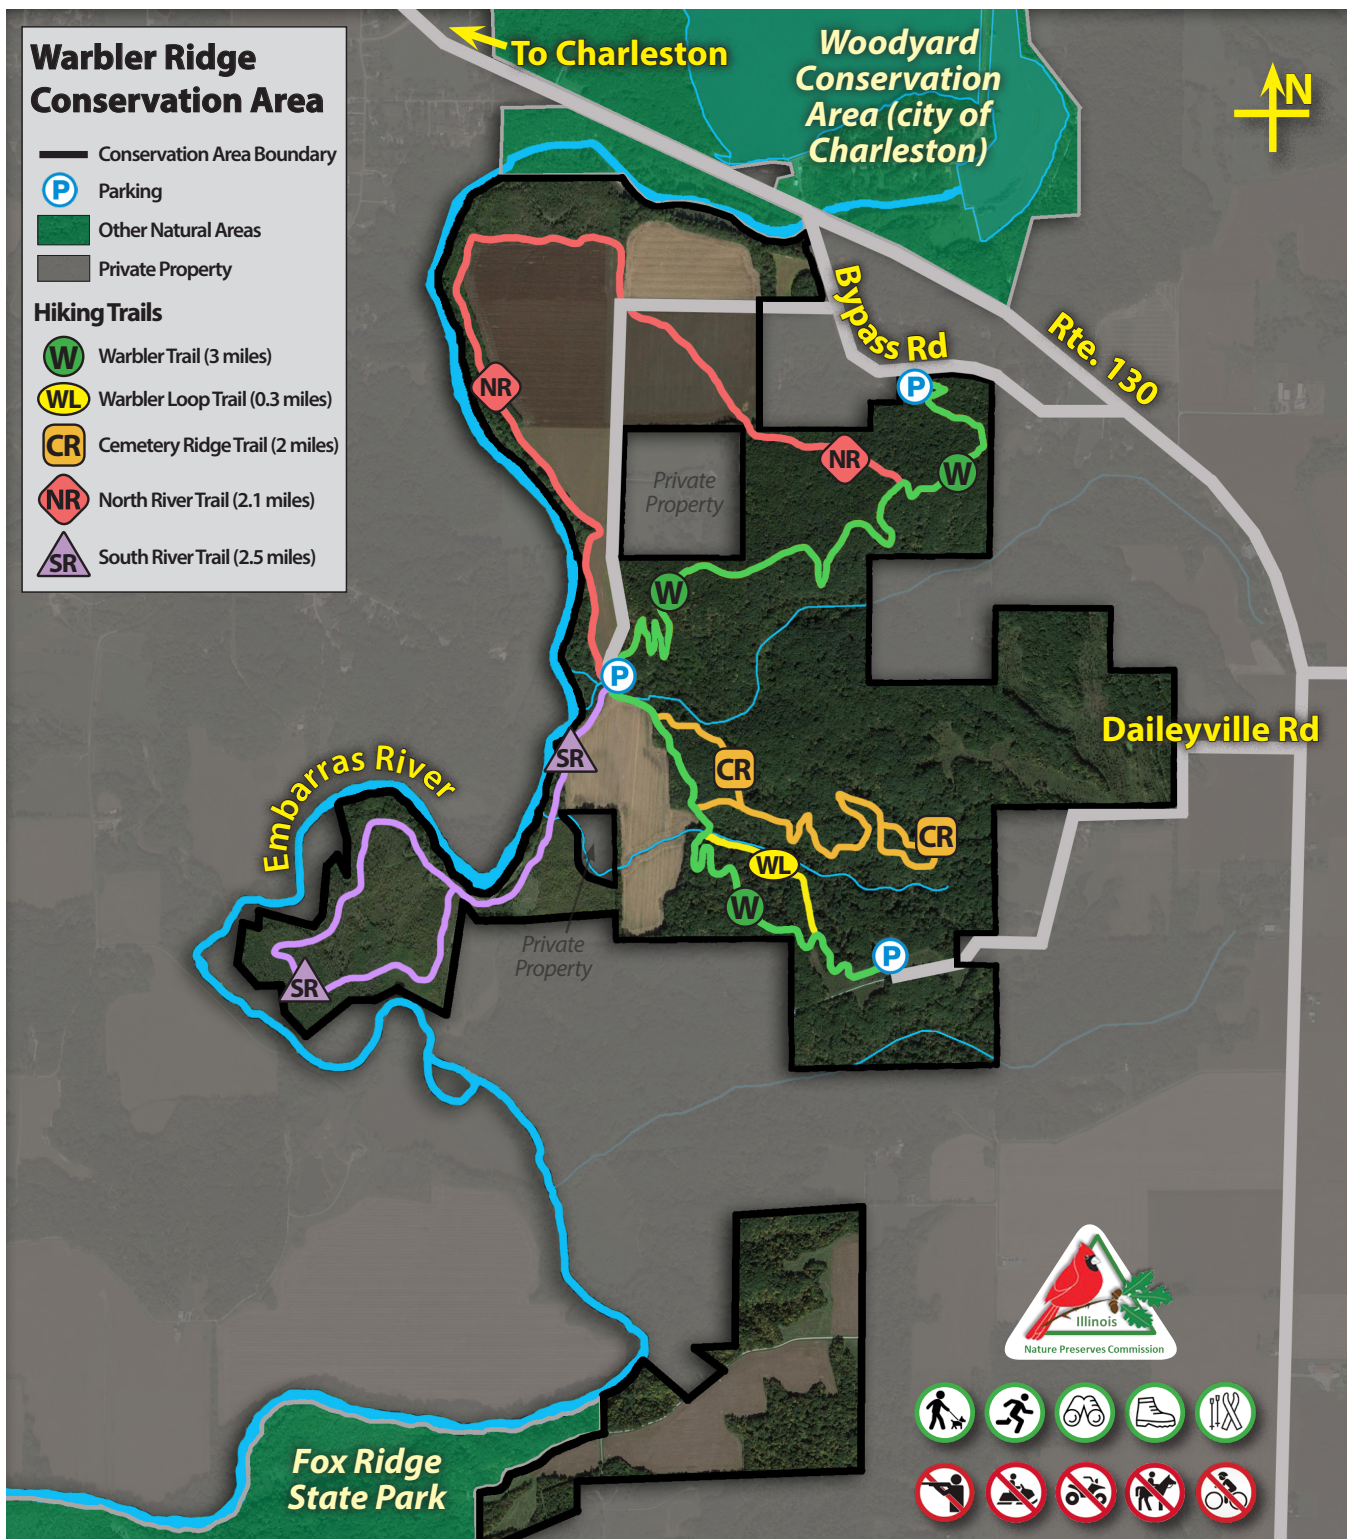 Warbler Ridge
Conservation Area
Conservation Area Boundary
P
Parking
Other Natural Areas
Private Property
Hiking Trails
W
Warbler Trail (3 miles)
WL
Warbler Loop Trail (0.3 miles)
CR
Cemetery Ridge Trail (2 miles)
NR
North River Trail (2.1 miles)
SR
South River Trail (2.5 miles)
To Charleston
Woodyard
Conservation
Area (city of
Charleston)
N
Bypass Rd
Rte. 130
P
NR
NR
W
Private
Property
W
P
Daileyville Rd
SR
CR
Embarras River
CR
WL
W
Private
Property
P
SR
Illinois
Nature Preserves Commission
Fox Ridge
State Park